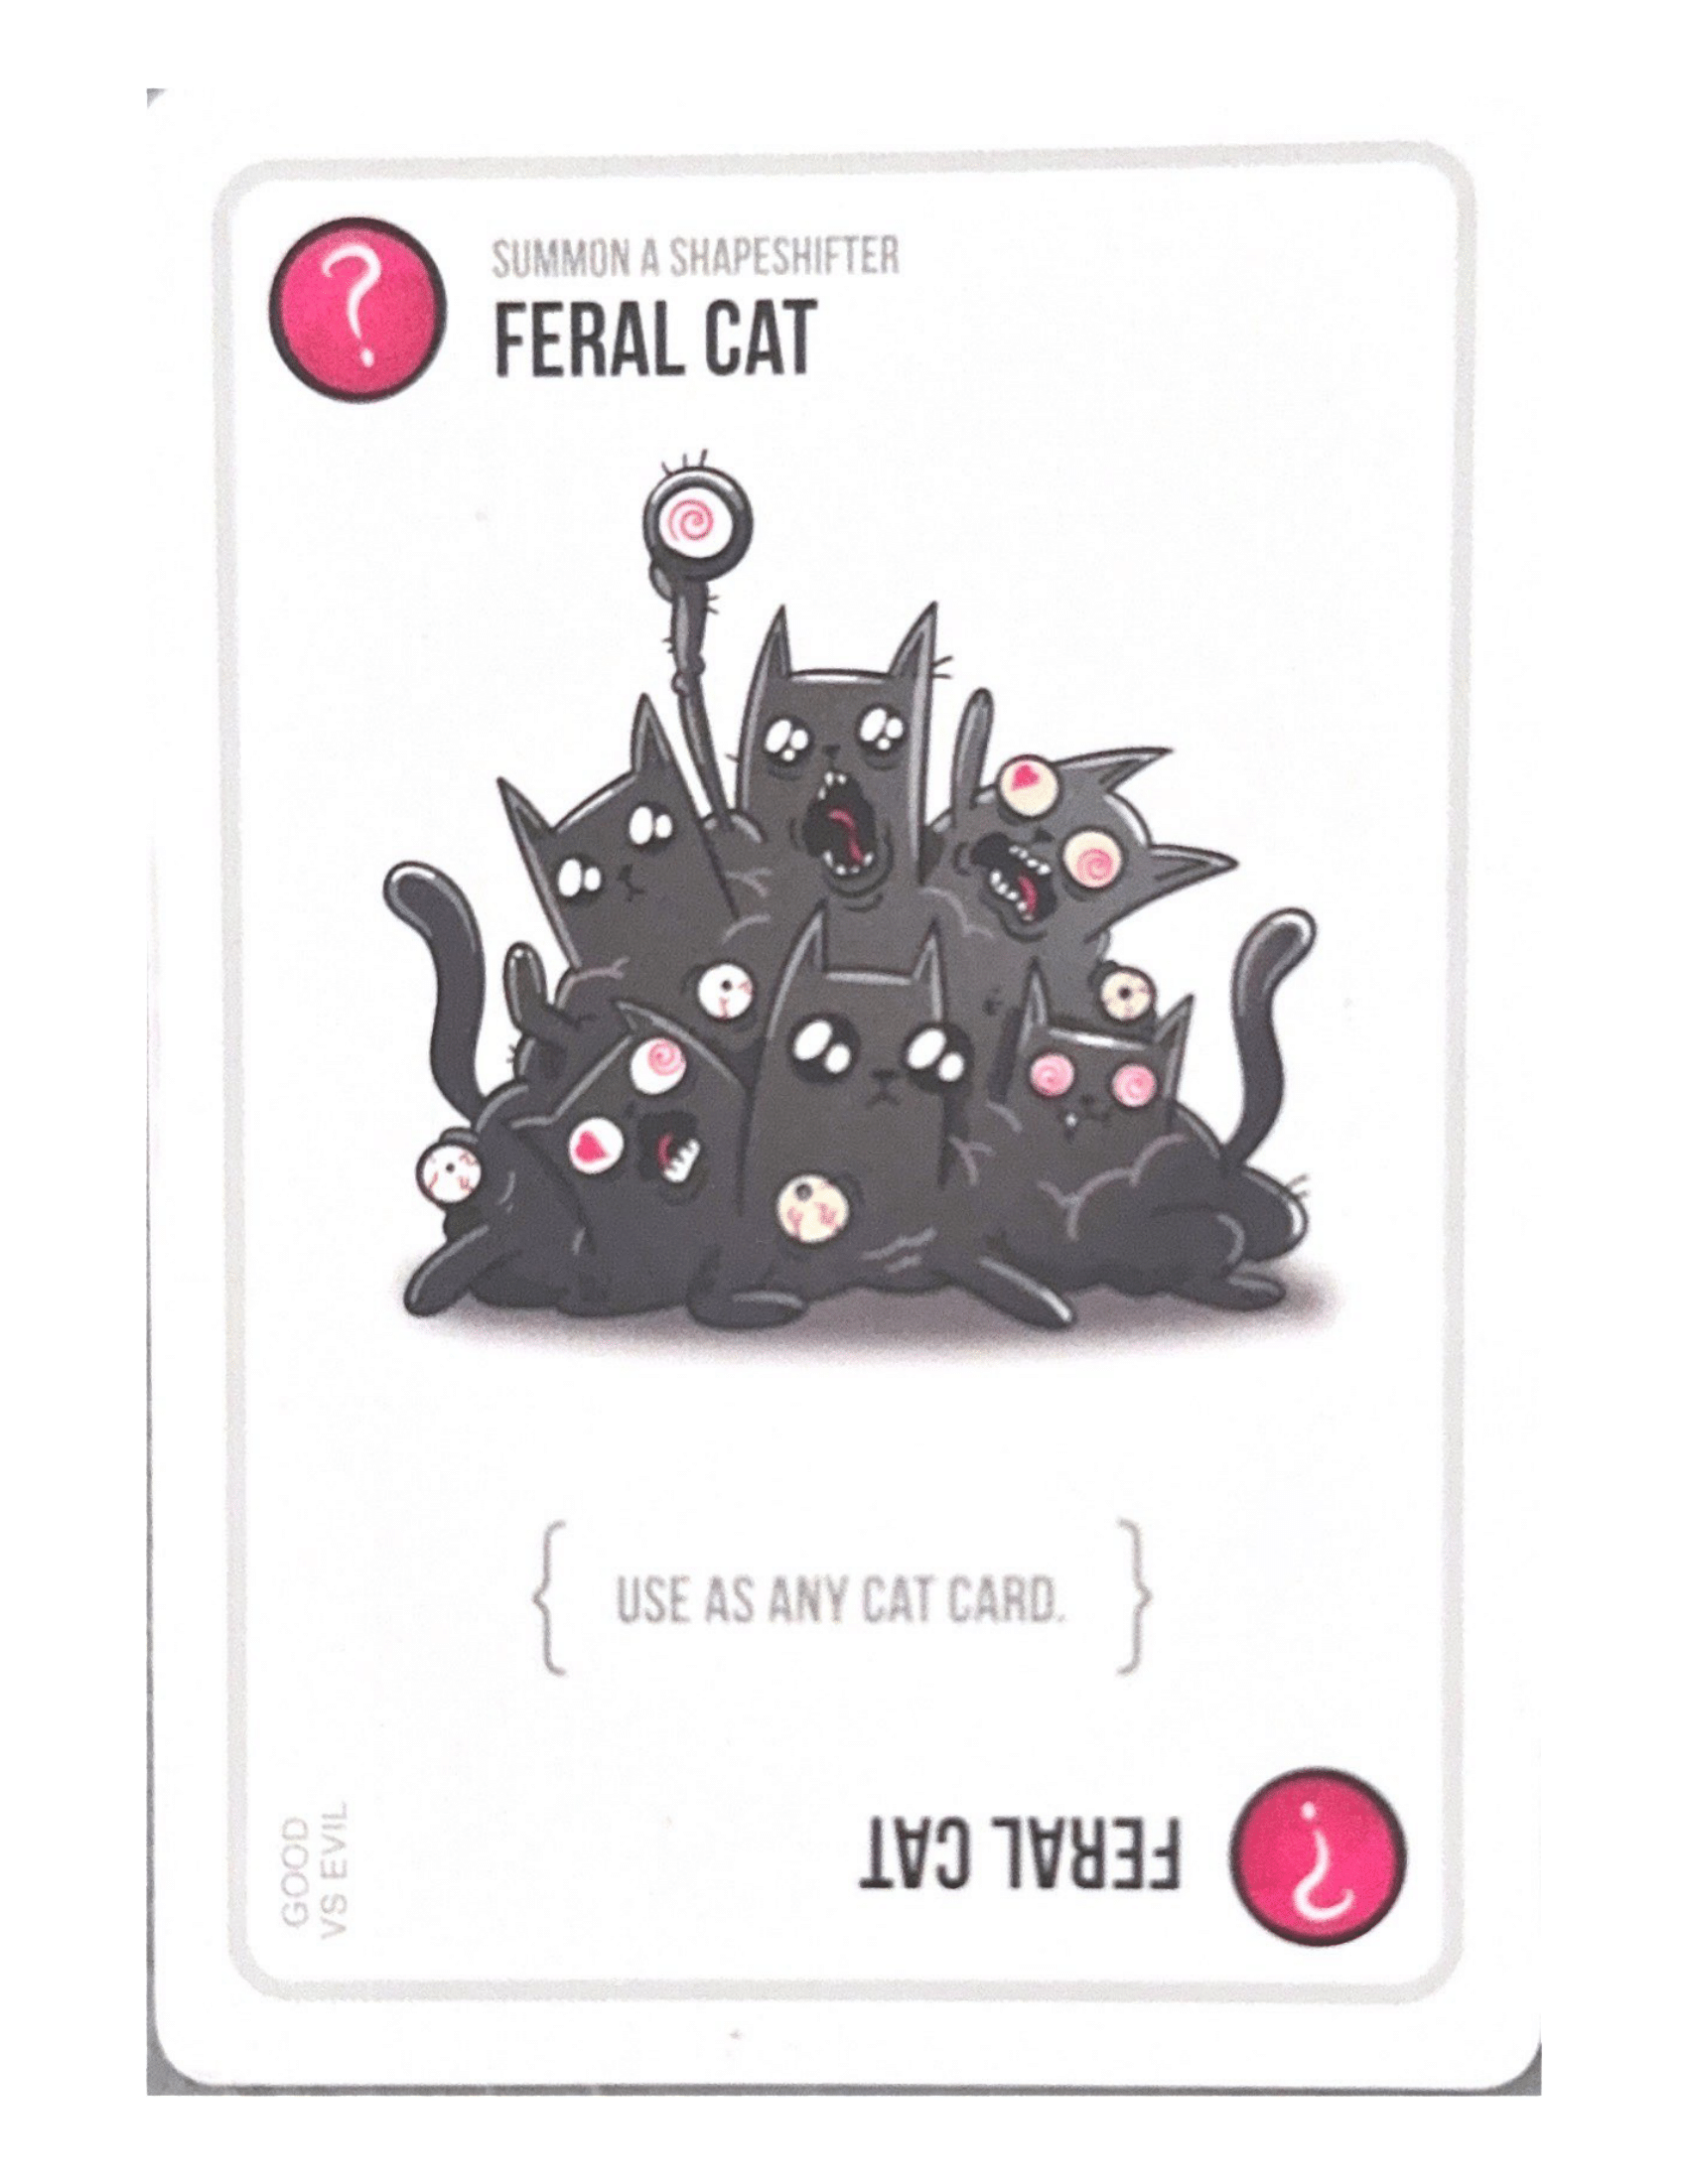 ?
SUMMON A SHAPESHIFTER
FERAL CAT
{ USE AS ANY CAT CARD. }
GOOD
VS EVIL
FERAL CAT
?